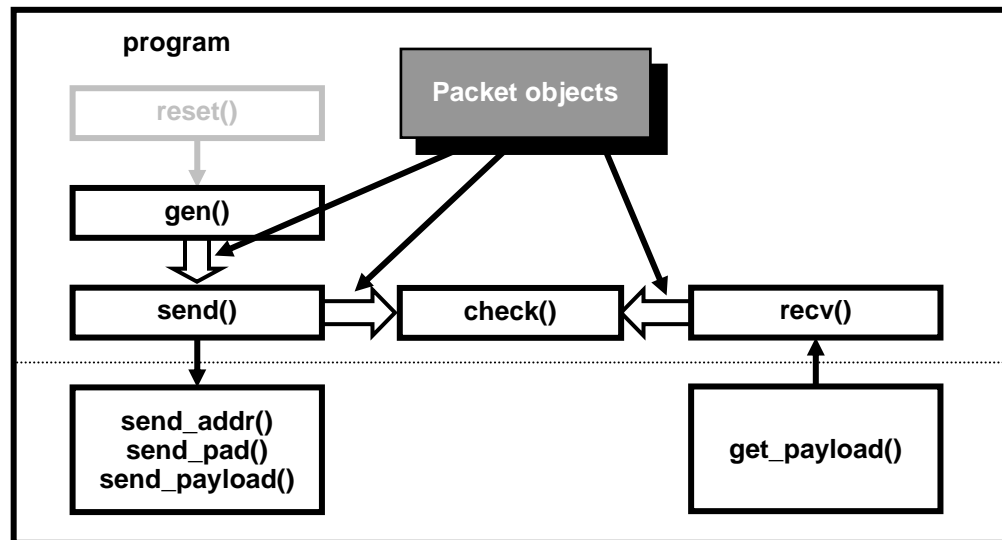 program
Packet objects
reset()
gen()
send()
check()
recv()
send_addr()
send_pad()
send_payload()
get_payload()